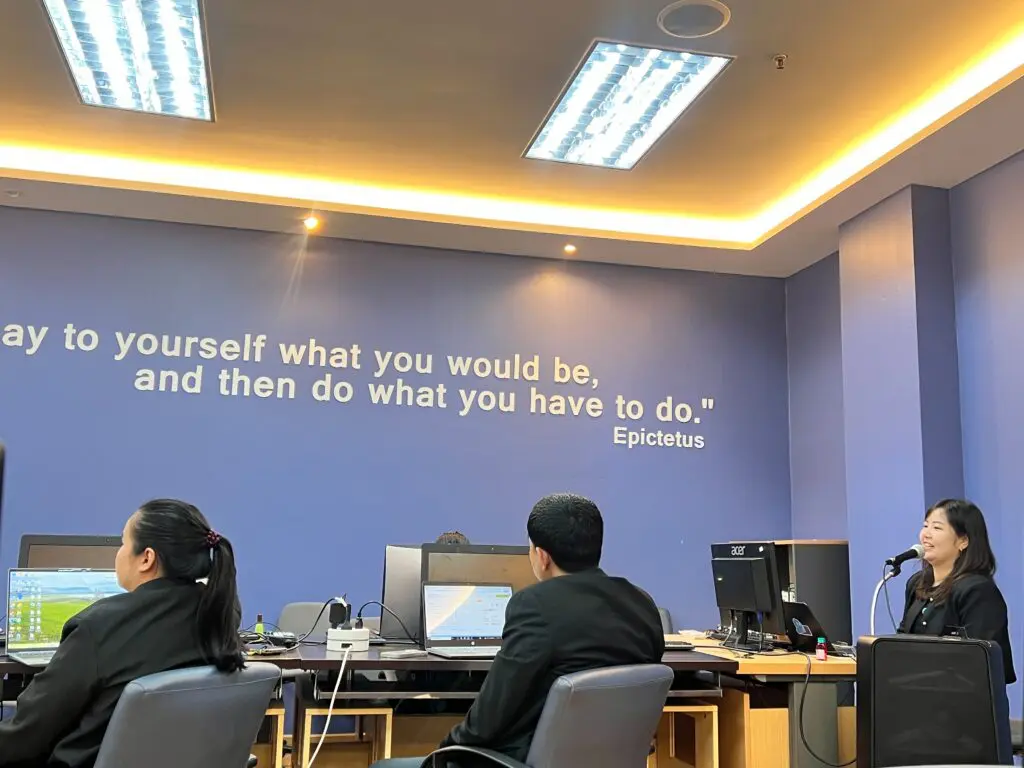 ay to yourself what you would be,
and then do what you have to do."
Epictetus
acer